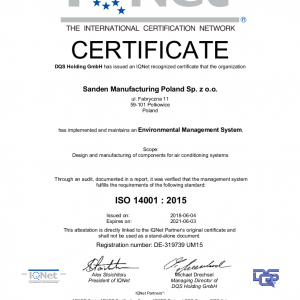 IQNet
THE INTERNATIONAL CERTIFICATION NETWORK
CERTIFICATE
DQS Holding GmbH has issued an IQNet recognized certificate that the organization
Sanden Manufacturing Poland Sp. z o.o.
ul. Fabryczna 11
59-101 Polkowice
Poland
has implemented and maintains an Environmental Management System.
Scope:
Design and manufacturing of components for air conditioning systems
Through an audit, documented in a report, it was verified that the management system
fulfills the requirements of the following standard:
ISO 14001 : 2015
Issued on: 2018-06-04
Expires on: 2021-06-03
This attestation is directly linked to the IQNet Partner's original certificate and
shall not be used as a stand-alone document.
Registration number: DE-319739 UM15
IQNet
Alex Stoichitoiu
President of IQNet
Michael Drechsel
Managing Director of
DQS Holding GmbH
DQS
IQNet Partners*: